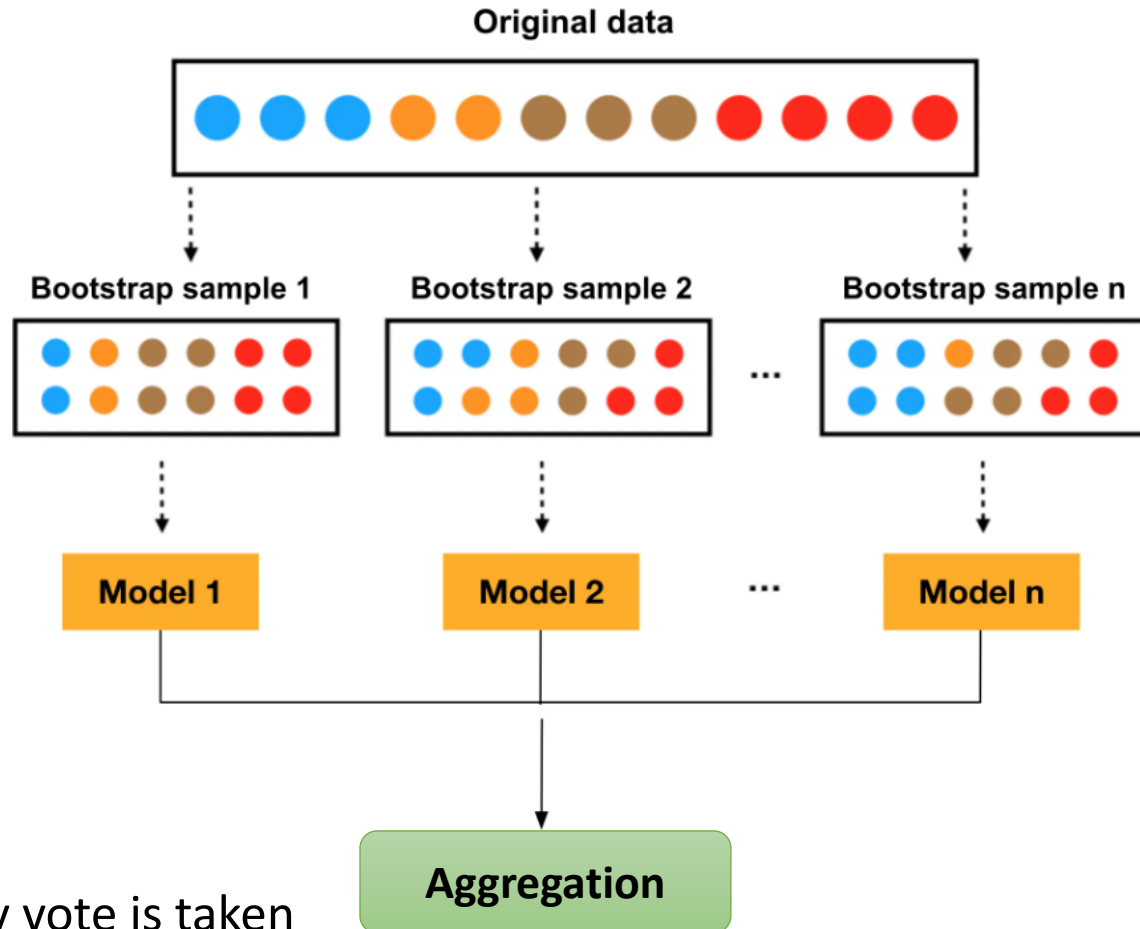 Original data
Bootstrap sample 1 Bootstrap sample 2 Bootstrap sample n
...
Model 1 Model 2 ... Model n
Aggregation
vote is taken